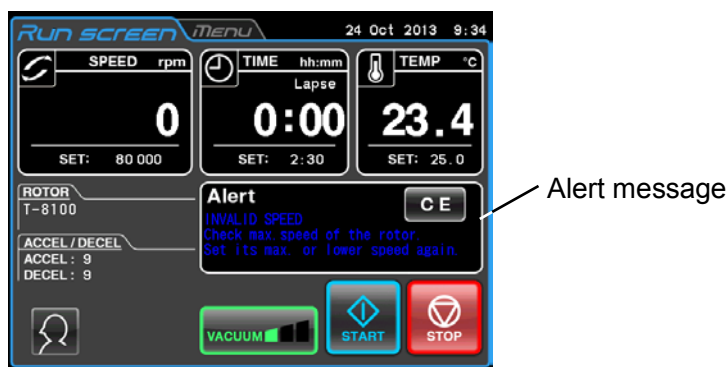 Run screen Menu 24 Oct 2013 9:34
SPEED rpm
0
SET: 80 000
TIME hh:mm
Lapse
0:00
SET: 2:30
TEMP °C
23.4
SET: 25.0
ROTOR
T-8100
ACCEL/DECEL
ACCEL: 9
DECEL: 9
Alert
CE
INVALID SPEED
Check max. speed of the rotor.
Set its max. or lower speed again.
Alert message
VACUUM
START
STOP